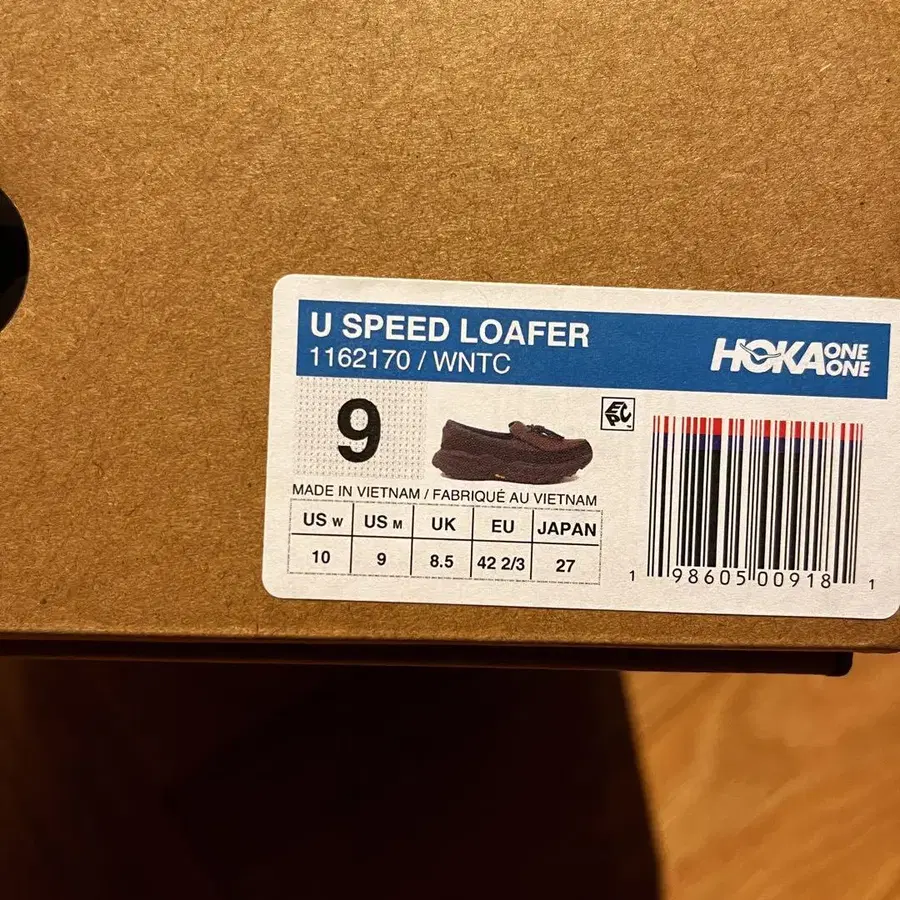 U SPEED LOAFER
1162170 / WNTC
HOKA ONE ONE
9
EPC
MADE IN VIETNAM / FABRIQUÉ AU VIETNAM
US W US M UK EU JAPAN
10 9 8.5 42 2/3 27
1 98605 00918 1